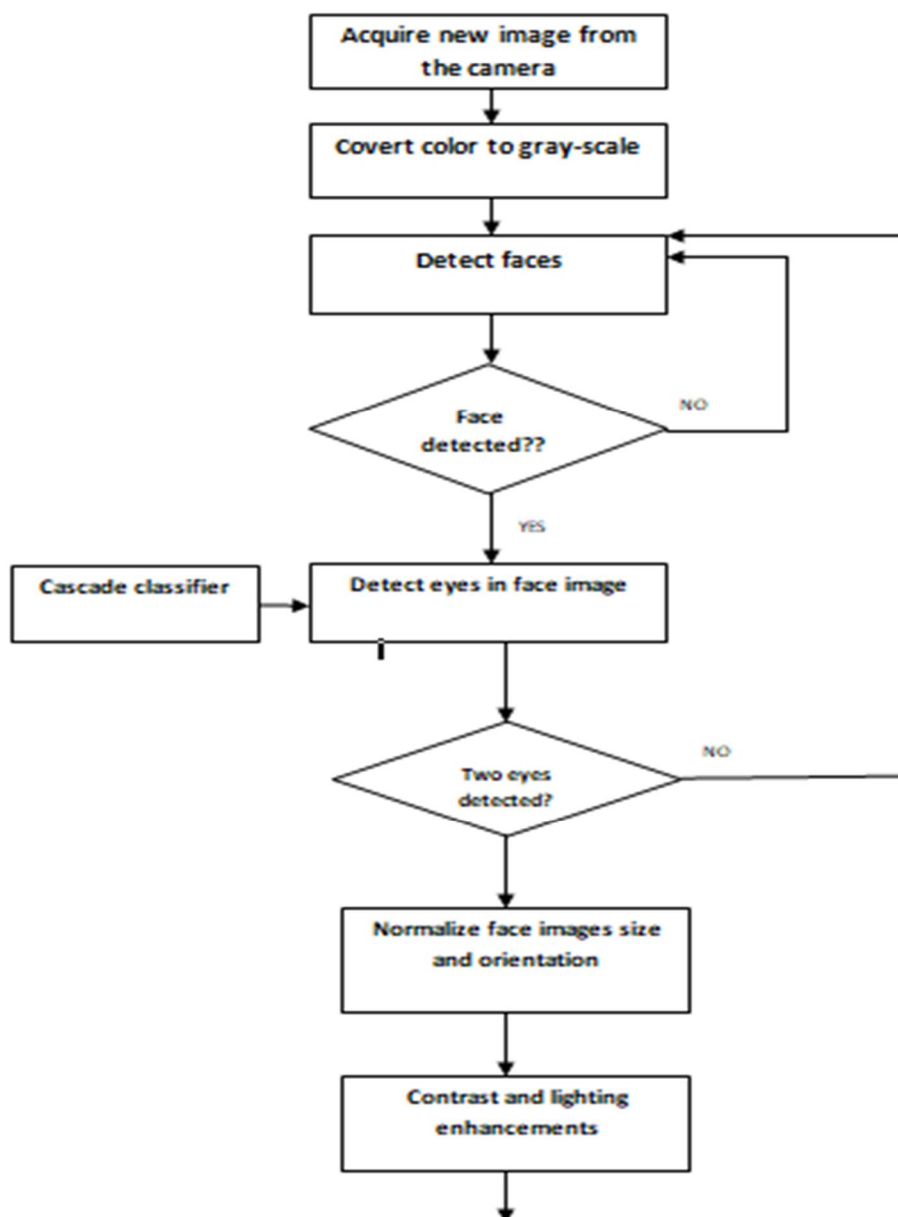 Acquire new image from
the camera
Covert color to gray-scale
Detect faces
Face
detected??
NO
YES
Cascade classifier
Detect eyes in face image
Two eyes
detected?
NO
Normalize face images size
and orientation
Contrast and lighting
enhancements